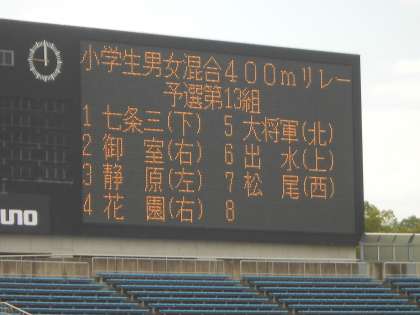 小学生男女混合４００ｍリレー
予選第13組
1 七条三(下) 5 大将軍(北)
2 御　室(右) 6 出　水(上)
3 静　原(左) 7 松　尾(西)
4 花　園(右) 8
uno